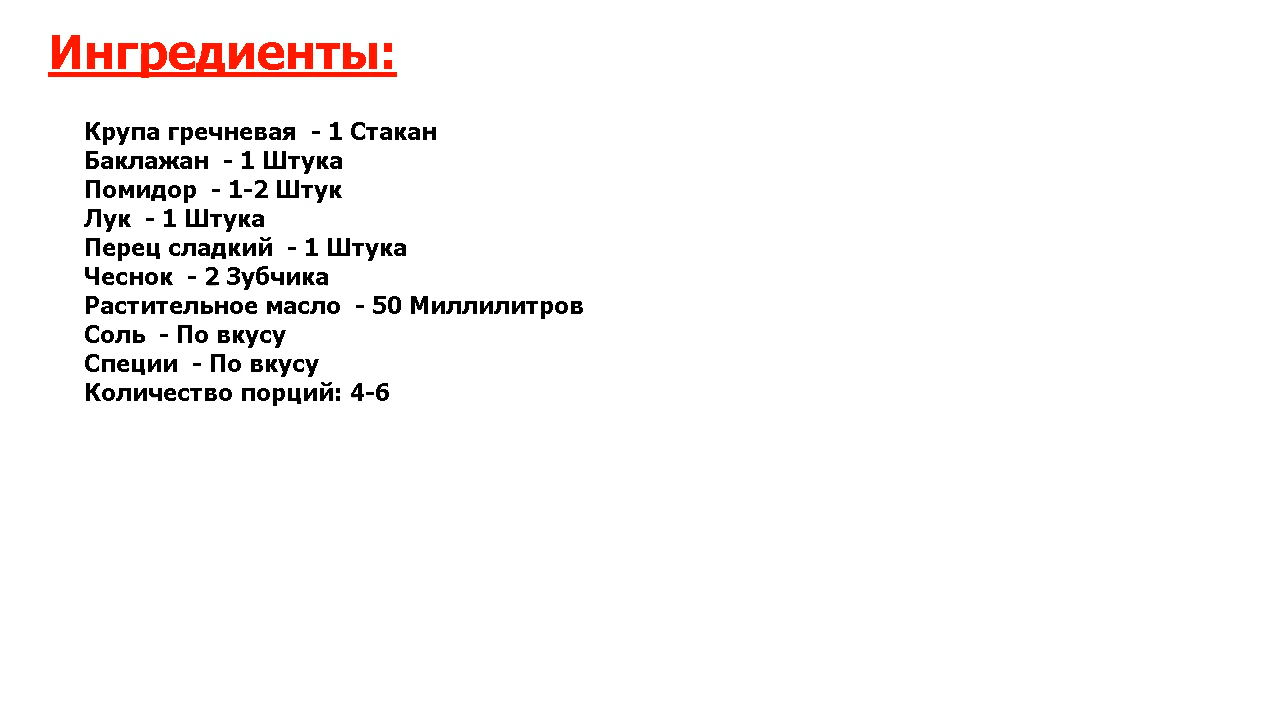 Ингредиенты:
Крупа гречневая  - 1 Стакан
Баклажан  - 1 Штука
Помидор  - 1-2 Штук
Лук  - 1 Штука
Перец сладкий  - 1 Штука
Чеснок  - 2 Зубчика
Растительное масло  - 50 Миллилитров
Соль  - По вкусу
Специи  - По вкусу
Количество порций: 4-6